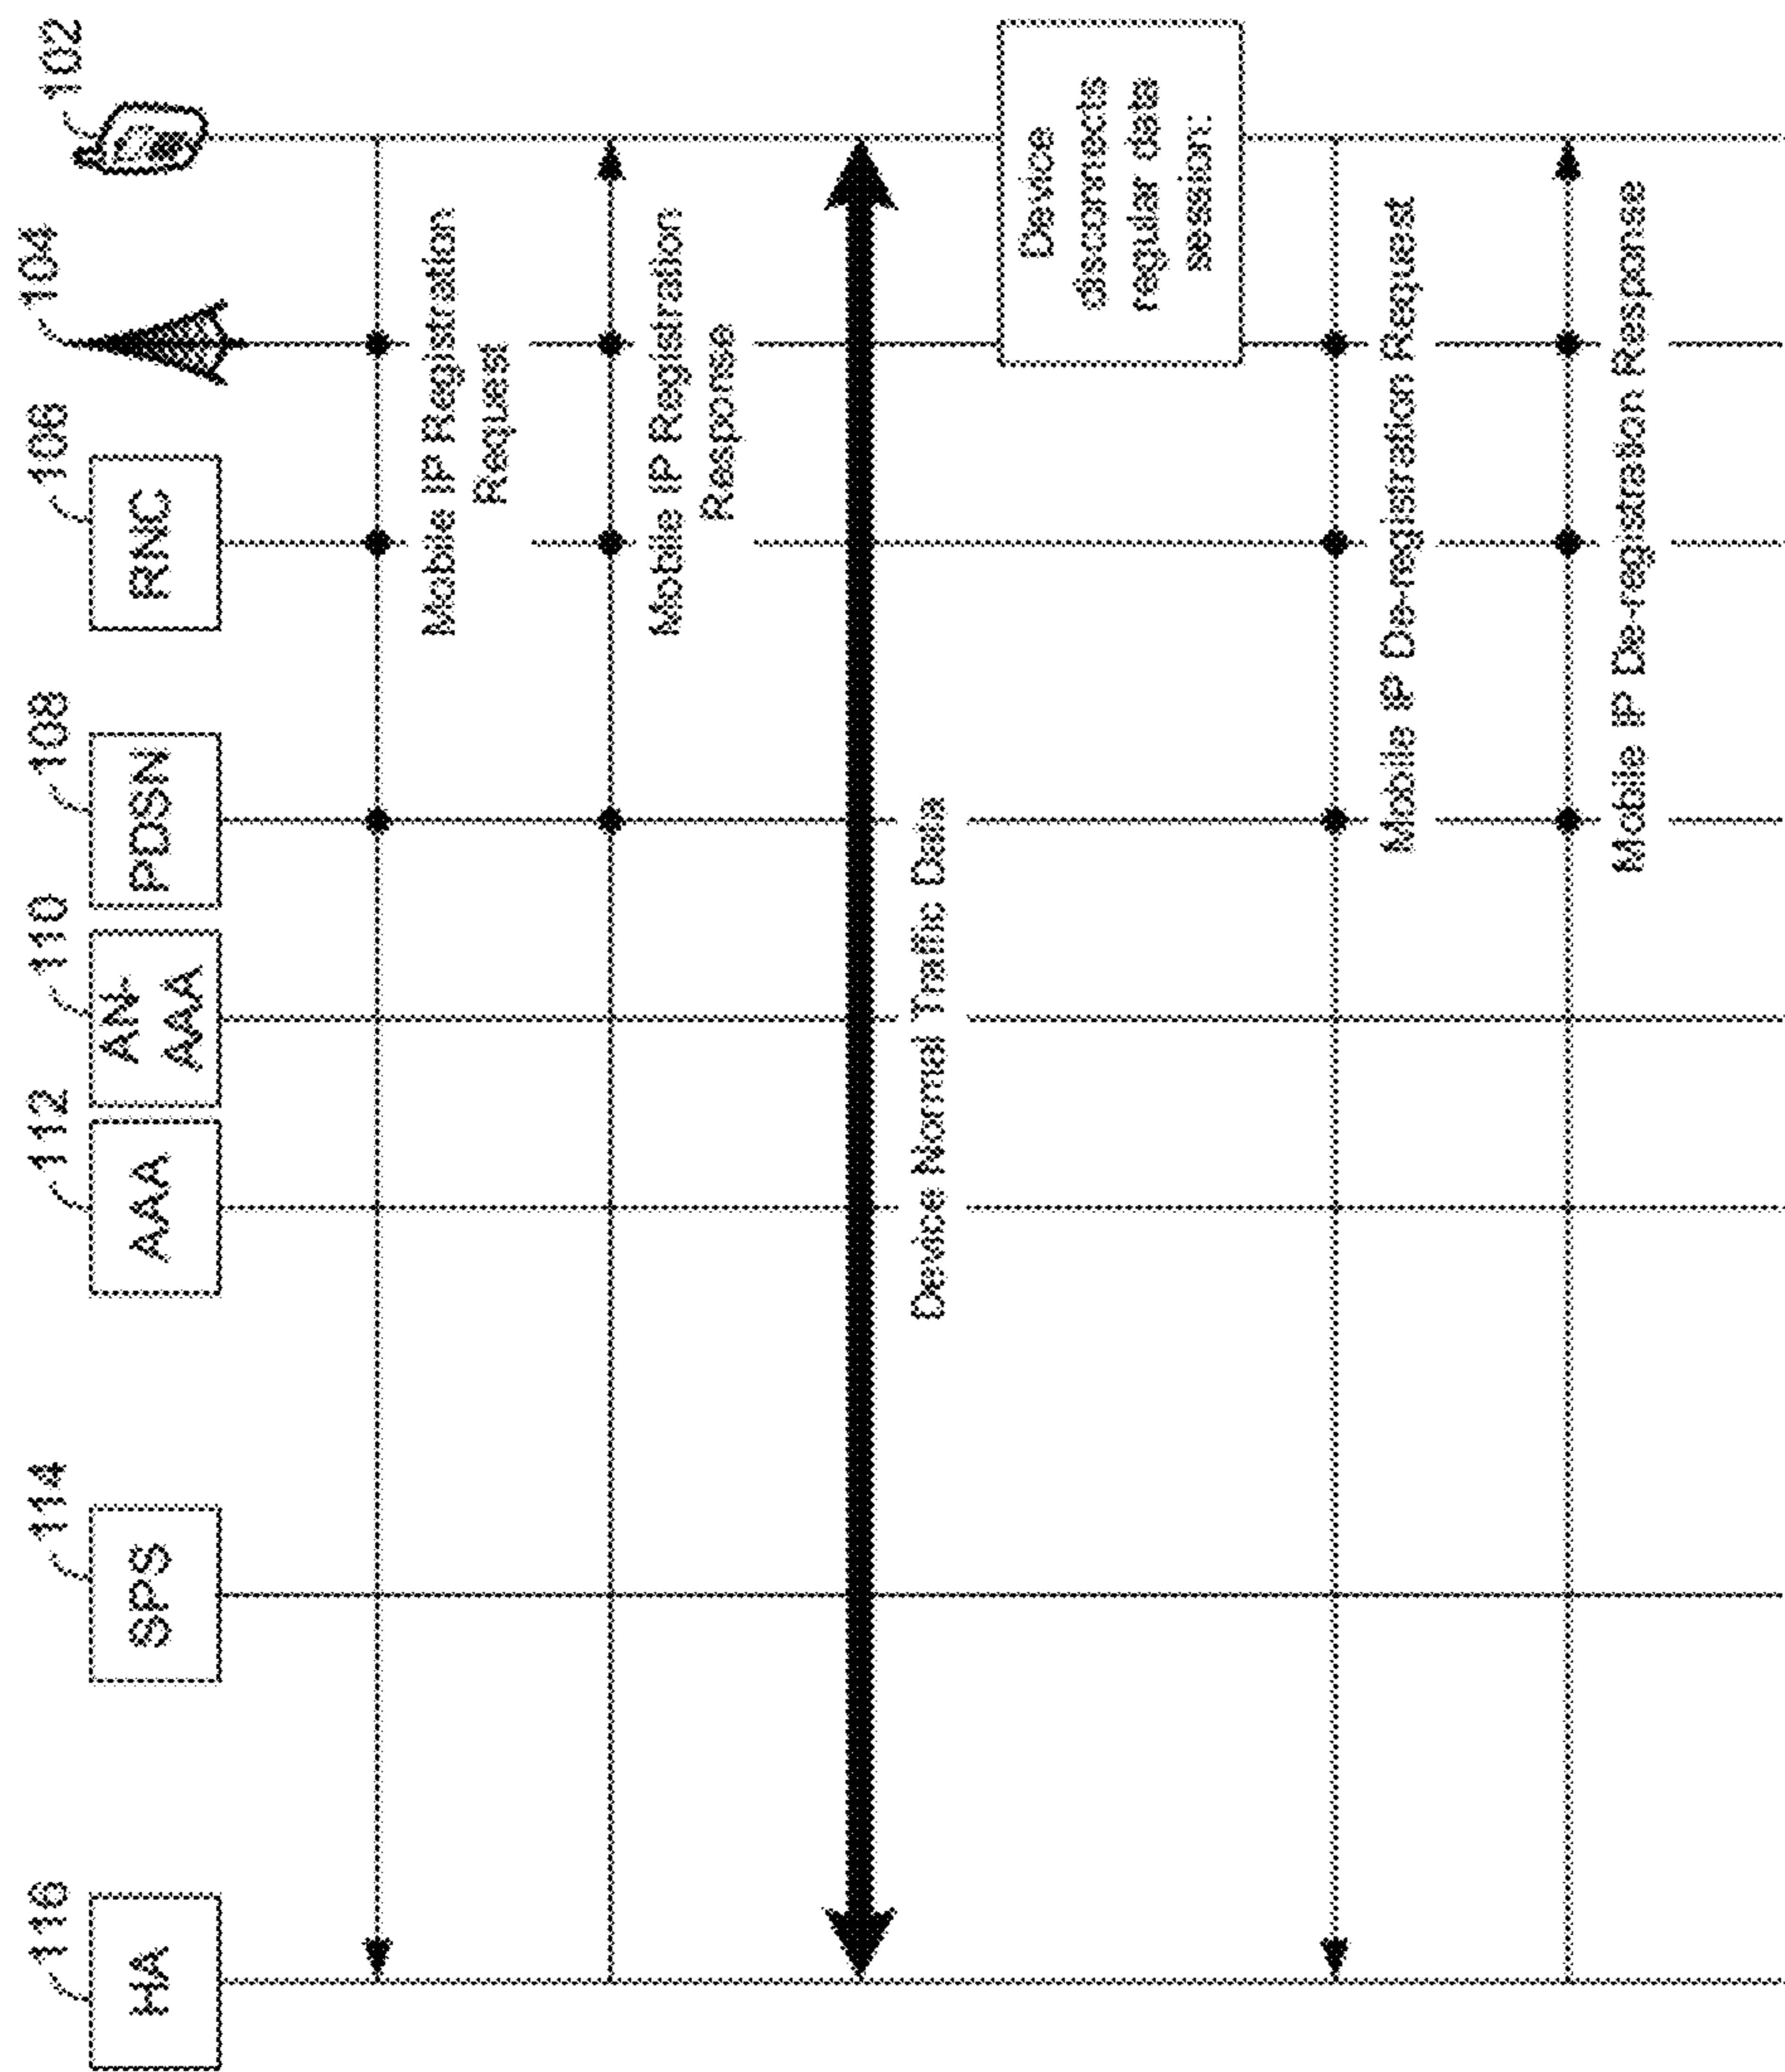 102
104
106
RNC
108
PDSN
110
AN-
AAA
112
AAA
114
SPS
116
HA
Mobile IP Registration
Request
Mobile IP Registration
Response
Device Normal Traffic Data
Device
disconnects
regular data
session.
Mobile IP De-registration Request
Mobile IP De-registration Response